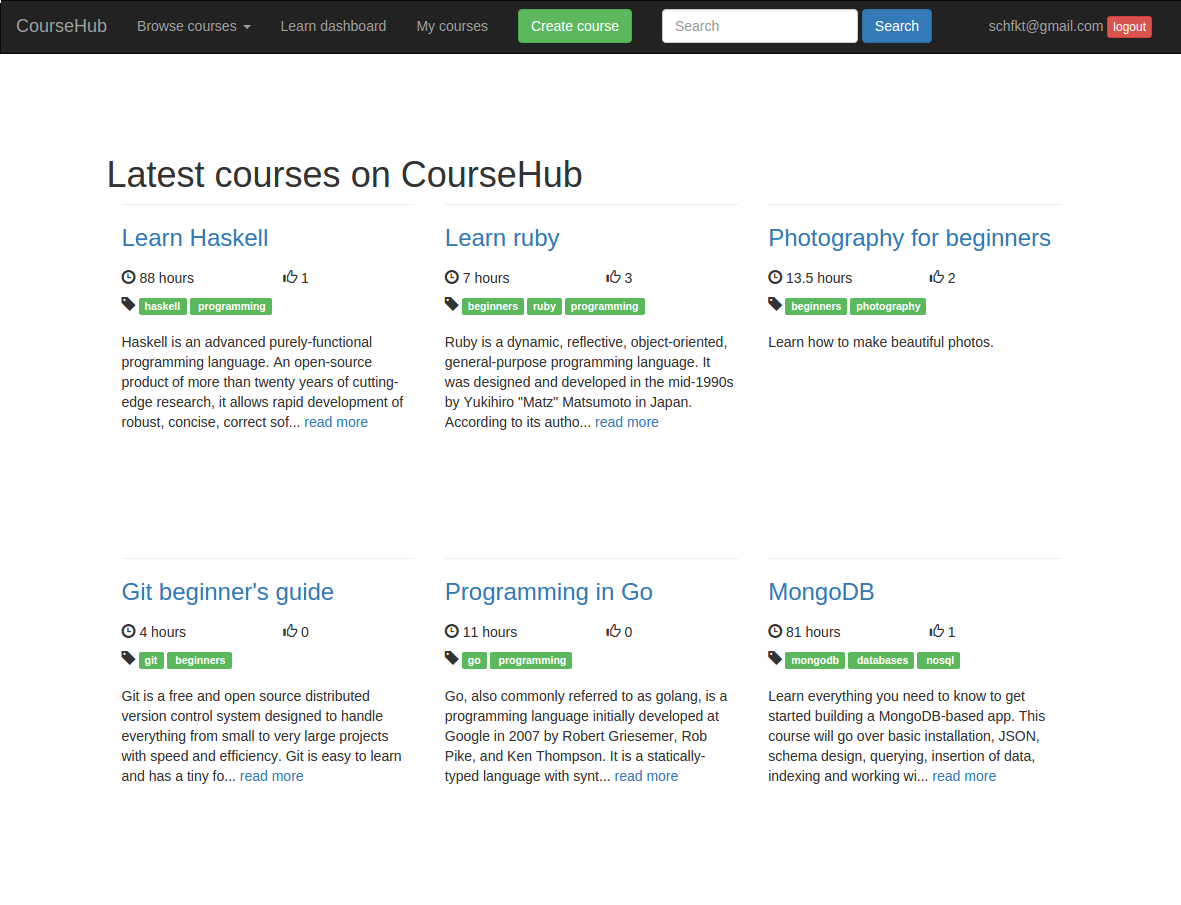 CourseHub Browse courses Learn dashboard My courses Create course Search Search schfkt@gmail.com logout
Latest courses on CourseHub
Learn Haskell
88 hours 1
haskell programming
Haskell is an advanced purely-functional
programming language. An open-source
product of more than twenty years of cutting-
edge research, it allows rapid development of
robust, concise, correct sof... read more
Learn ruby
7 hours 3
beginners ruby programming
Ruby is a dynamic, reflective, object-oriented,
general-purpose programming language. It
was designed and developed in the mid-1990s
by Yukihiro "Matz" Matsumoto in Japan.
According to its autho... read more
Photography for beginners
13.5 hours 2
beginners photography
Learn how to make beautiful photos.
Git beginner's guide
4 hours 0
git beginners
Git is a free and open source distributed
version control system designed to handle
everything from small to very large projects
with speed and efficiency. Git is easy to learn
and has a tiny fo... read more
Programming in Go
11 hours 0
go programming
Go, also commonly referred to as golang, is a
programming language initially developed at
Google in 2007 by Robert Griesemer, Rob
Pike, and Ken Thompson. It is a statically-
typed language with synt... read more
MongoDB
81 hours 1
mongodb databases nosql
Learn everything you need to know to get
started building a MongoDB-based app. This
course will go over basic installation, JSON,
schema design, querying, insertion of data,
indexing and working wi... read more